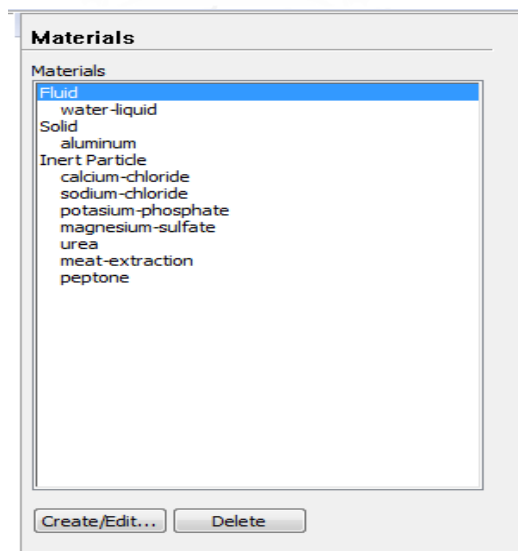 Materials
Materials
Fluid
water-liquid
Solid
aluminum
Inert Particle
calcium-chloride
sodium-chloride
potasium-phosphate
magnesium-sulfate
urea
meat-extraction
peptone
Create/Edit... Delete